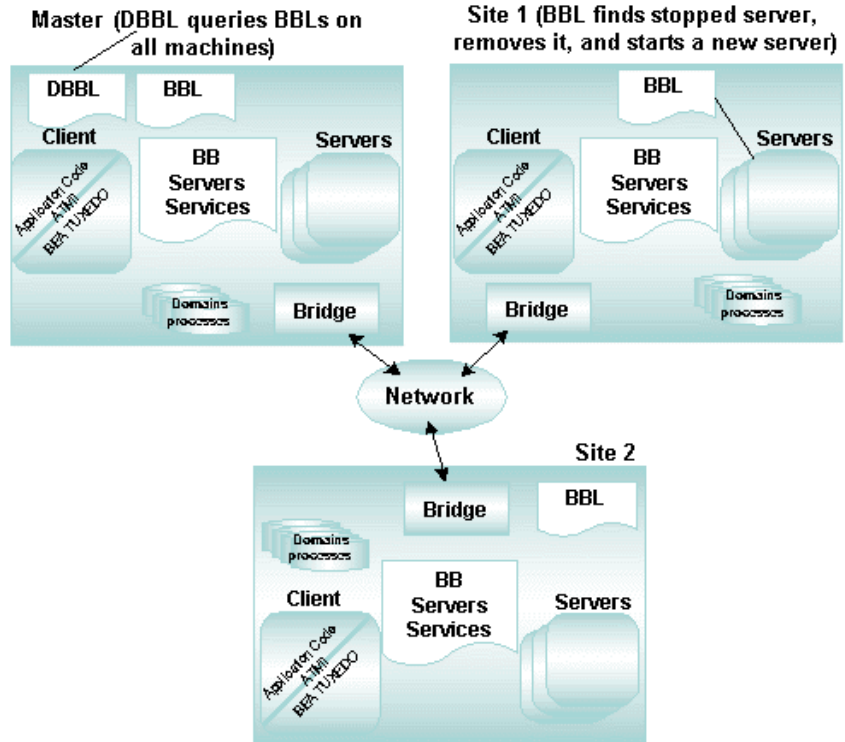 Master (DBBL queries BBLs on
all machines)
DBBL
BBL
Client
Servers
Application Code
ATMI
BEA TUXEDO
BB
Servers
Services
Domains
processes
Bridge
Site 1 (BBL finds stopped server,
removes it, and starts a new server)
BBL
Client
Servers
Application Code
ATMI
BEA TUXEDO
BB
Servers
Services
Bridge
Domains
processes
Network
Site 2
Bridge
BBL
Domains
processes
Client
BB
Servers
Services
Servers
Application Code
ATMI
BEA TUXEDO